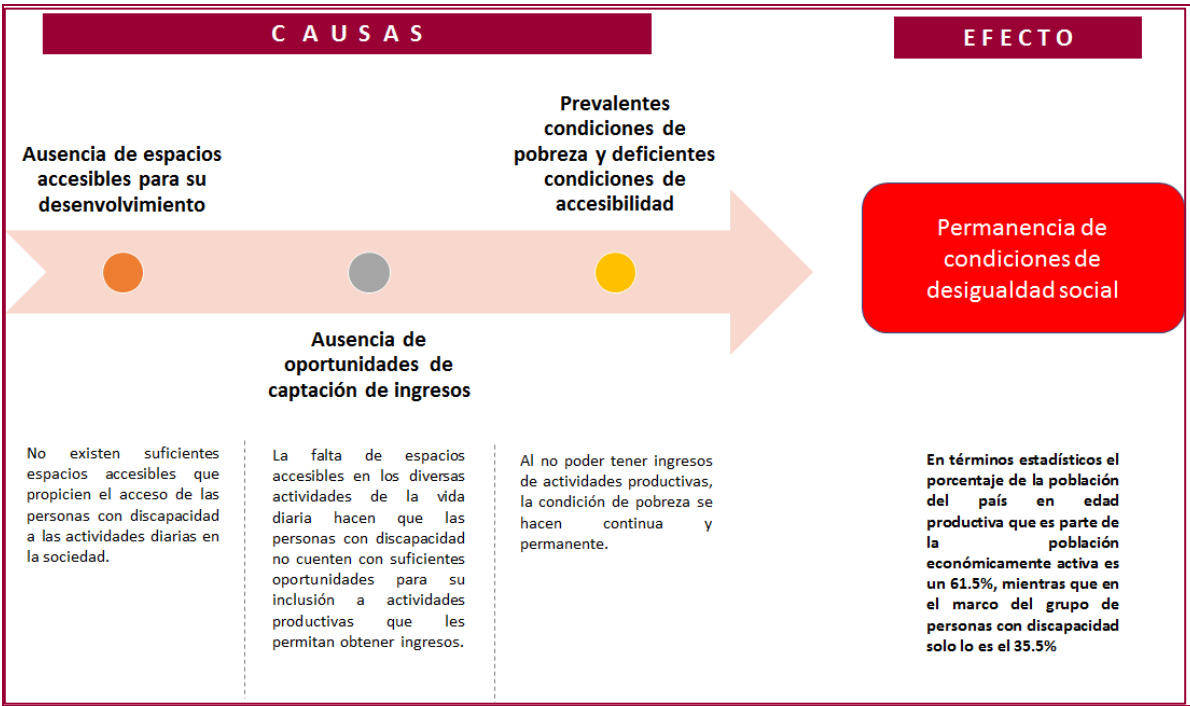 CAUSAS
EFECTO
Ausencia de espacios
accesibles para su
desenvolvimiento
Prevalentes
condiciones de
pobreza y deficientes
condiciones de
accesibilidad
Permanencia de
condiciones de
desigualdad social
Ausencia de
oportunidades de
captación de ingresos
No existen suficientes
espacios accesibles que
propicien el acceso de las
personas con discapacidad
a las actividades diarias en
la sociedad.
La falta de espacios
accesibles en los diversas
actividades de la vida
diaria hacen que las
personas con discapacidad
no cuenten con suficientes
oportunidades para su
inclusión a actividades
productivas que les
permitan obtener ingresos.
Al no poder tener ingresos
de actividades productivas,
la condición de pobreza se
hacen continua y
permanente.
En términos estadísticos el
porcentaje de la población
del país en edad
productiva que es parte de
la población
económicamente activa es
un 61.5%, mientras que en
el marco del grupo de
personas con discapacidad
solo lo es el 35.5%